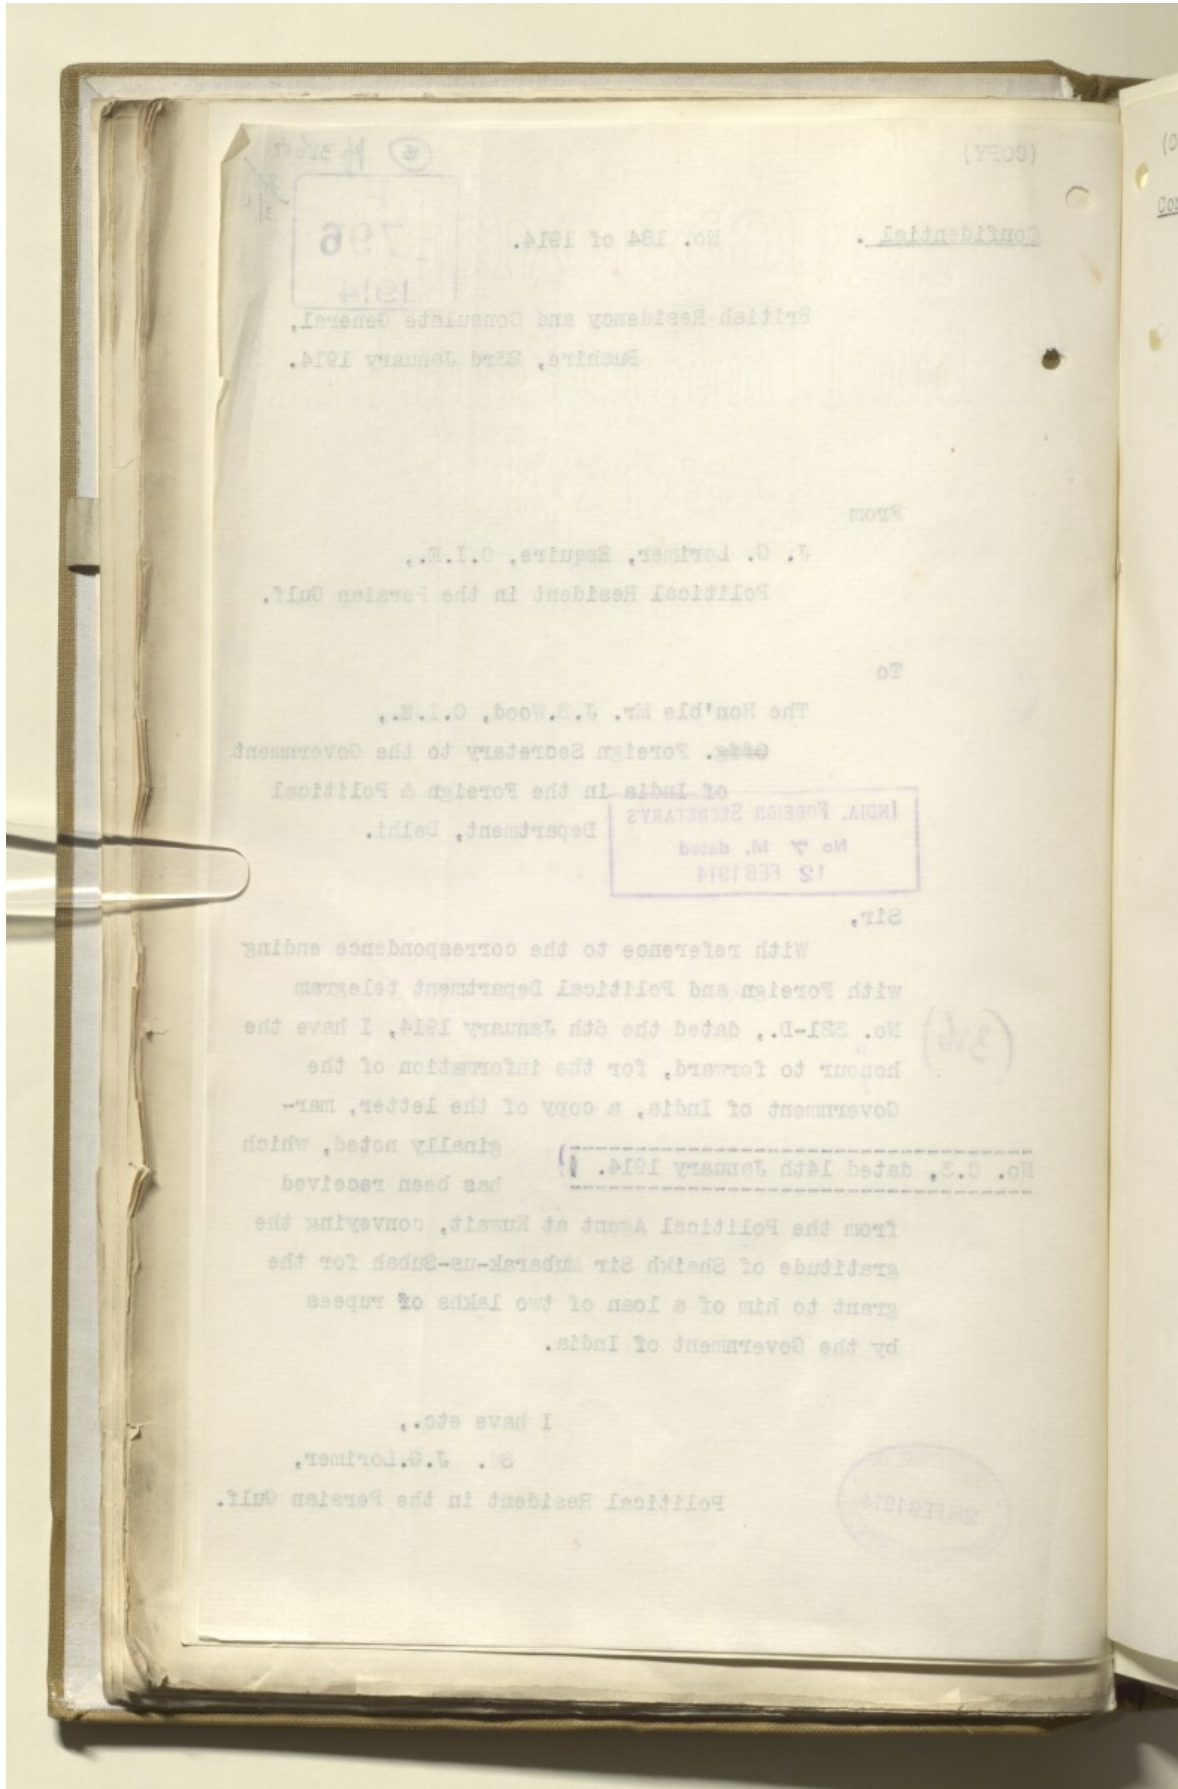 (COPY)
Confidential.
No. 184 of 1914.
796
1914
British Residency and Consulate General,
Bushire, 23rd January 1914.
From
J. G. Lorimer, Esquire, C.I.E.,
Political Resident in the Persian Gulf.
To
The Hon'ble Mr. J.B.Wood, C.I.E.,
Offg. Foreign Secretary to the Government
of India in the Foreign & Political
Department, Delhi.
INDIA, FOREIGN SECRETARY'S
No 7 M, dated
12 FEB 1914
Sir,
With reference to the correspondence ending
with Foreign and Political Department telegram
No. 381-D., dated the 6th January 1914, I have the
(386)
honour to forward, for the information of the
Government of India, a copy of the letter, mar-
ginally noted, which
No. C.3, dated 14th January 1914.
has been received
from the Political Agent at Kuwait, conveying the
gratitude of Shaikh Sir Mubarak-us-Subah for the
grant to him of a loan of two lakhs of rupees
by the Government of India.
I have etc.,
Sd. J.G.Lorimer,
Political Resident in the Persian Gulf.
FEB 1914